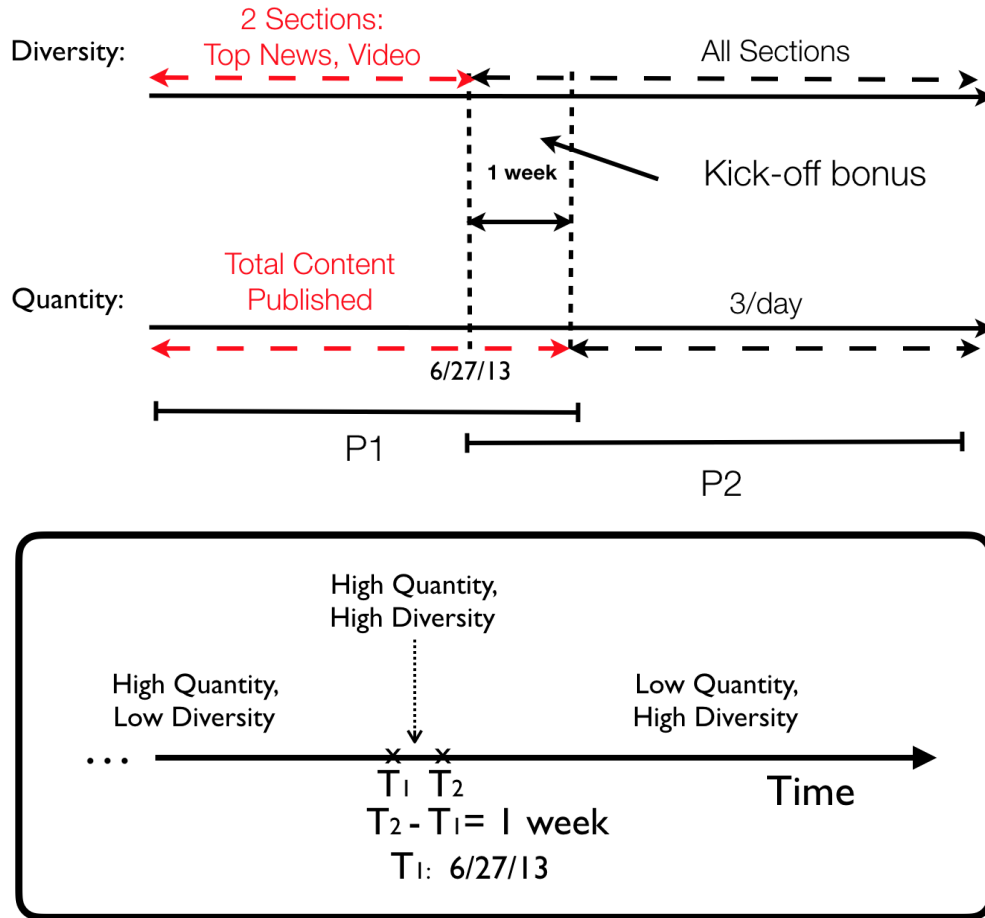 2 Sections:
Diversity: Top News, Video All Sections
1 week
Kick-off bonus
Total Content
Quantity: Published 3/day
6/27/13
P1
P2
High Quantity,
High Diversity
High Quantity,
Low Diversity
Low Quantity,
High Diversity
...
T1 T2
Time
T2 - T1= 1 week
T1: 6/27/13